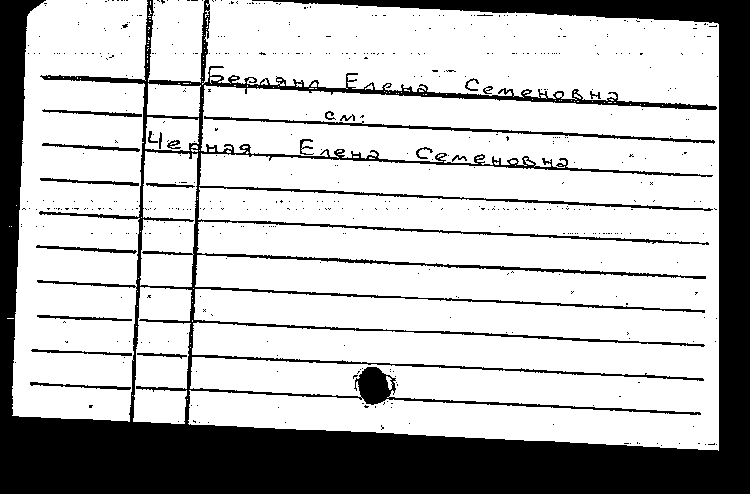 Берлянд, Елена Семеновна
см:
Черная, Елена Семеновна